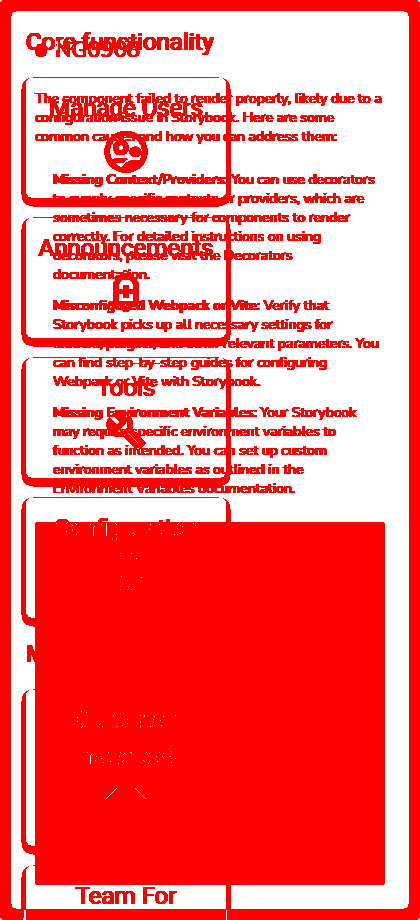 Core functionality
NG0908
The component failed to render properly, likely due to a
configuration issue in Storybook. Here are some
common causes and how you can address them:
Manage Users
Missing Context/Providers: You can use decorators
to supply specific contexts or providers, which are
sometimes necessary for components to render
correctly. For detailed instructions on using
decorators, please visit the Decorators
documentation.
Announcements
Misconfigured Webpack or Vite: Verify that
Storybook picks up all necessary settings for
relevant parameters. You
can find step-by-step guides for configuring
Webpack or Vite with Storybook.
Tools
Missing Environment Variables: Your Storybook
may require specific environment variables to
function as intended. You can set up custom
environment variables as outlined in the
Environment Variables documentation.
Configuration
Team For